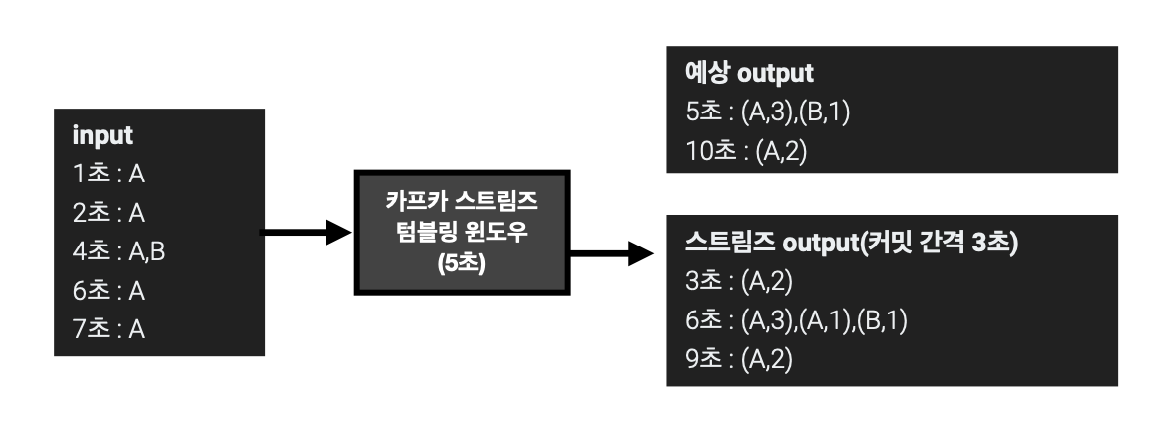 input
1초 : A
2초 : A
4초 : A,B
6초 : A
7초 : A
카프카 스트림즈
텀블링 윈도우
(5초)
예상 output
5초 : (A,3),(B,1)
10초 : (A,2)
스트림즈 output(커밋 간격 3초)
3초 : (A,2)
6초 : (A,3),(A,1),(B,1)
9초 : (A,2)